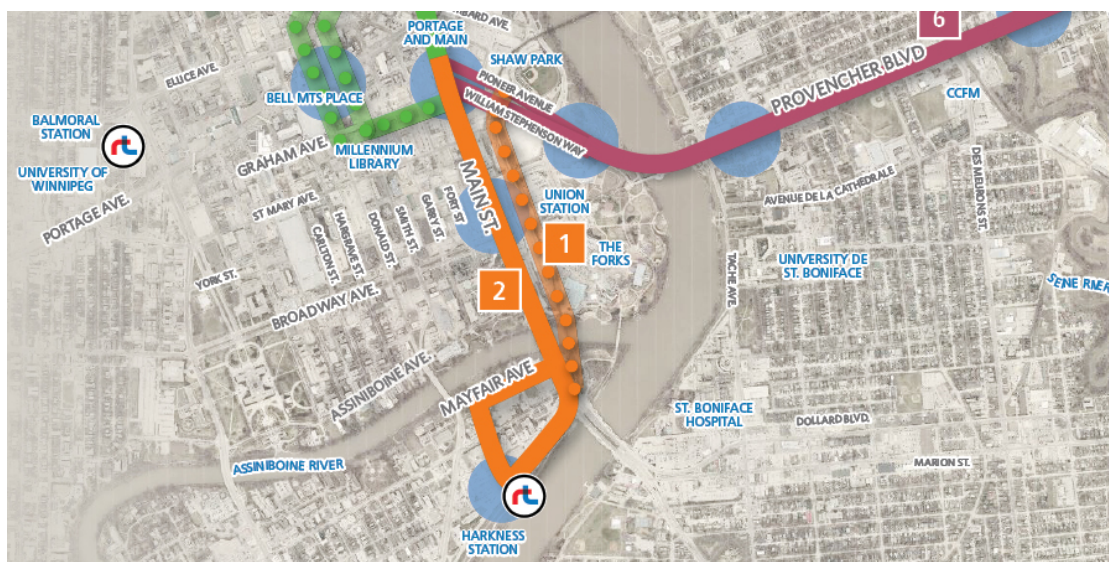 PORTAGE
AND MAIN
6
ELLICE AVE.
SHAW PARK
PIONEER AVENUE
WILLIAM STEPHENSON WAY
PROVENCHER BLVD
CCFM
BELL MTS PLACE
BALMORAL
STATION
rt
UNIVERSITY OF
WINNIPEG
GRAHAM AVE.
MILLENNIUM
LIBRARY
MAIN ST.
DES MEURONS ST.
AVENUE DE LA CATHÉDRALE
PORTAGE AVE.
ST MARY AVE.
FORT ST
GARRY ST.
SMITH ST.
DONALD ST.
HARGRAVE ST.
CARLTON ST.
UNION
STATION
1
THE
FORKS
TACHE AVE.
UNIVERSITY DE
ST. BONIFACE
SEINE RIVER
YORK ST.
BROADWAY AVE.
2
ASSINIBOINE AVE.
MAYFAIR AVE.
ST. BONIFACE
HOSPITAL
DOLLARD BLVD.
ASSINIBOINE RIVER
MARION ST.
rt
HARKNESS
STATION